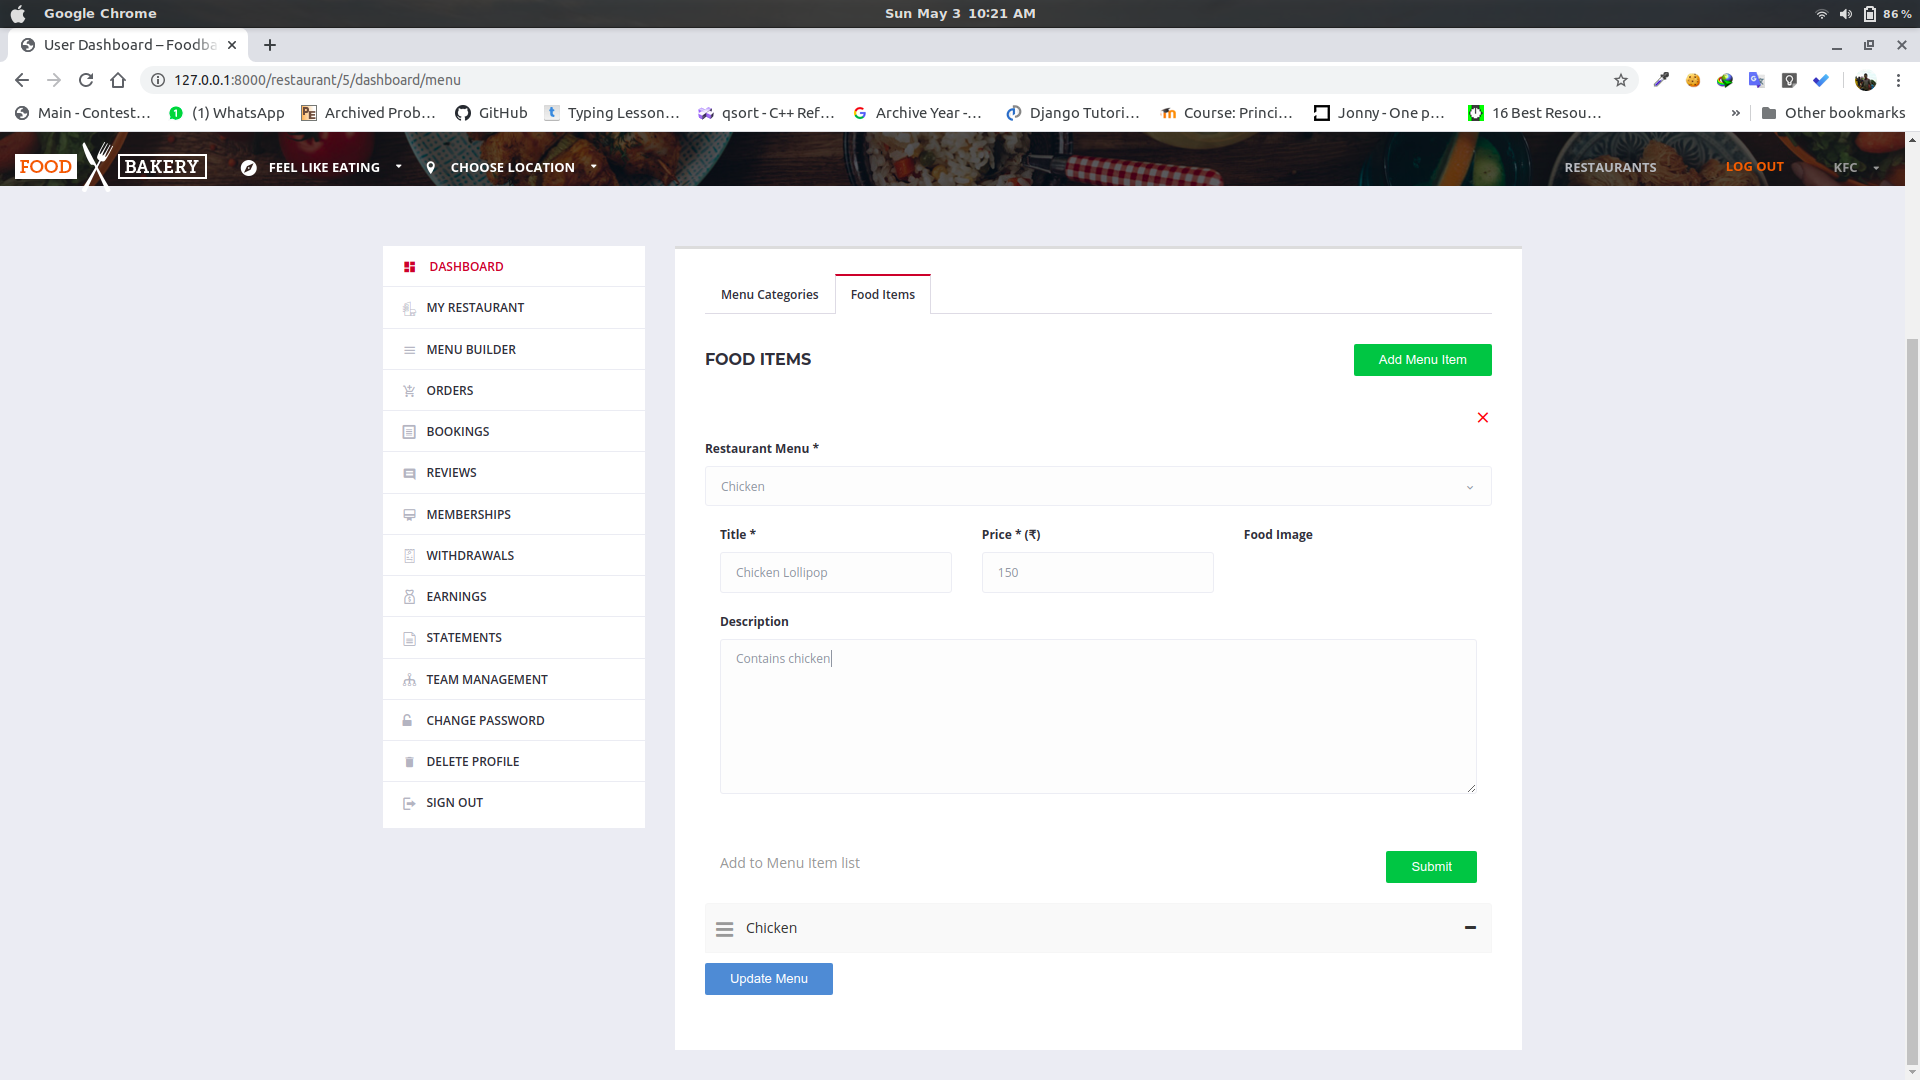 Google Chrome
Sun May 3 10:21 AM
86 %
User Dashboard – Foodba
127.0.0.1:8000/restaurant/5/dashboard/menu
Main - Contest...
(1) WhatsApp
Archived Prob...
GitHub
Typing Lesson...
qsort - C++ Ref...
Archive Year -...
Django Tutori...
Course: Princi...
Jonny - One p...
16 Best Resou...
» Other bookmarks
FOOD BAKERY
FEEL LIKE EATING
CHOOSE LOCATION
RESTAURANTS
LOG OUT
KFC
DASHBOARD
MY RESTAURANT
MENU BUILDER
ORDERS
BOOKINGS
REVIEWS
MEMBERSHIPS
WITHDRAWALS
EARNINGS
STATEMENTS
TEAM MANAGEMENT
CHANGE PASSWORD
DELETE PROFILE
SIGN OUT
Menu Categories
Food Items
FOOD ITEMS
Add Menu Item
Restaurant Menu *
Chicken
Title *
Price * (₹)
Food Image
Chicken Lollipop
150
Description
Contains chicken
Add to Menu Item list
Submit
Chicken
Update Menu